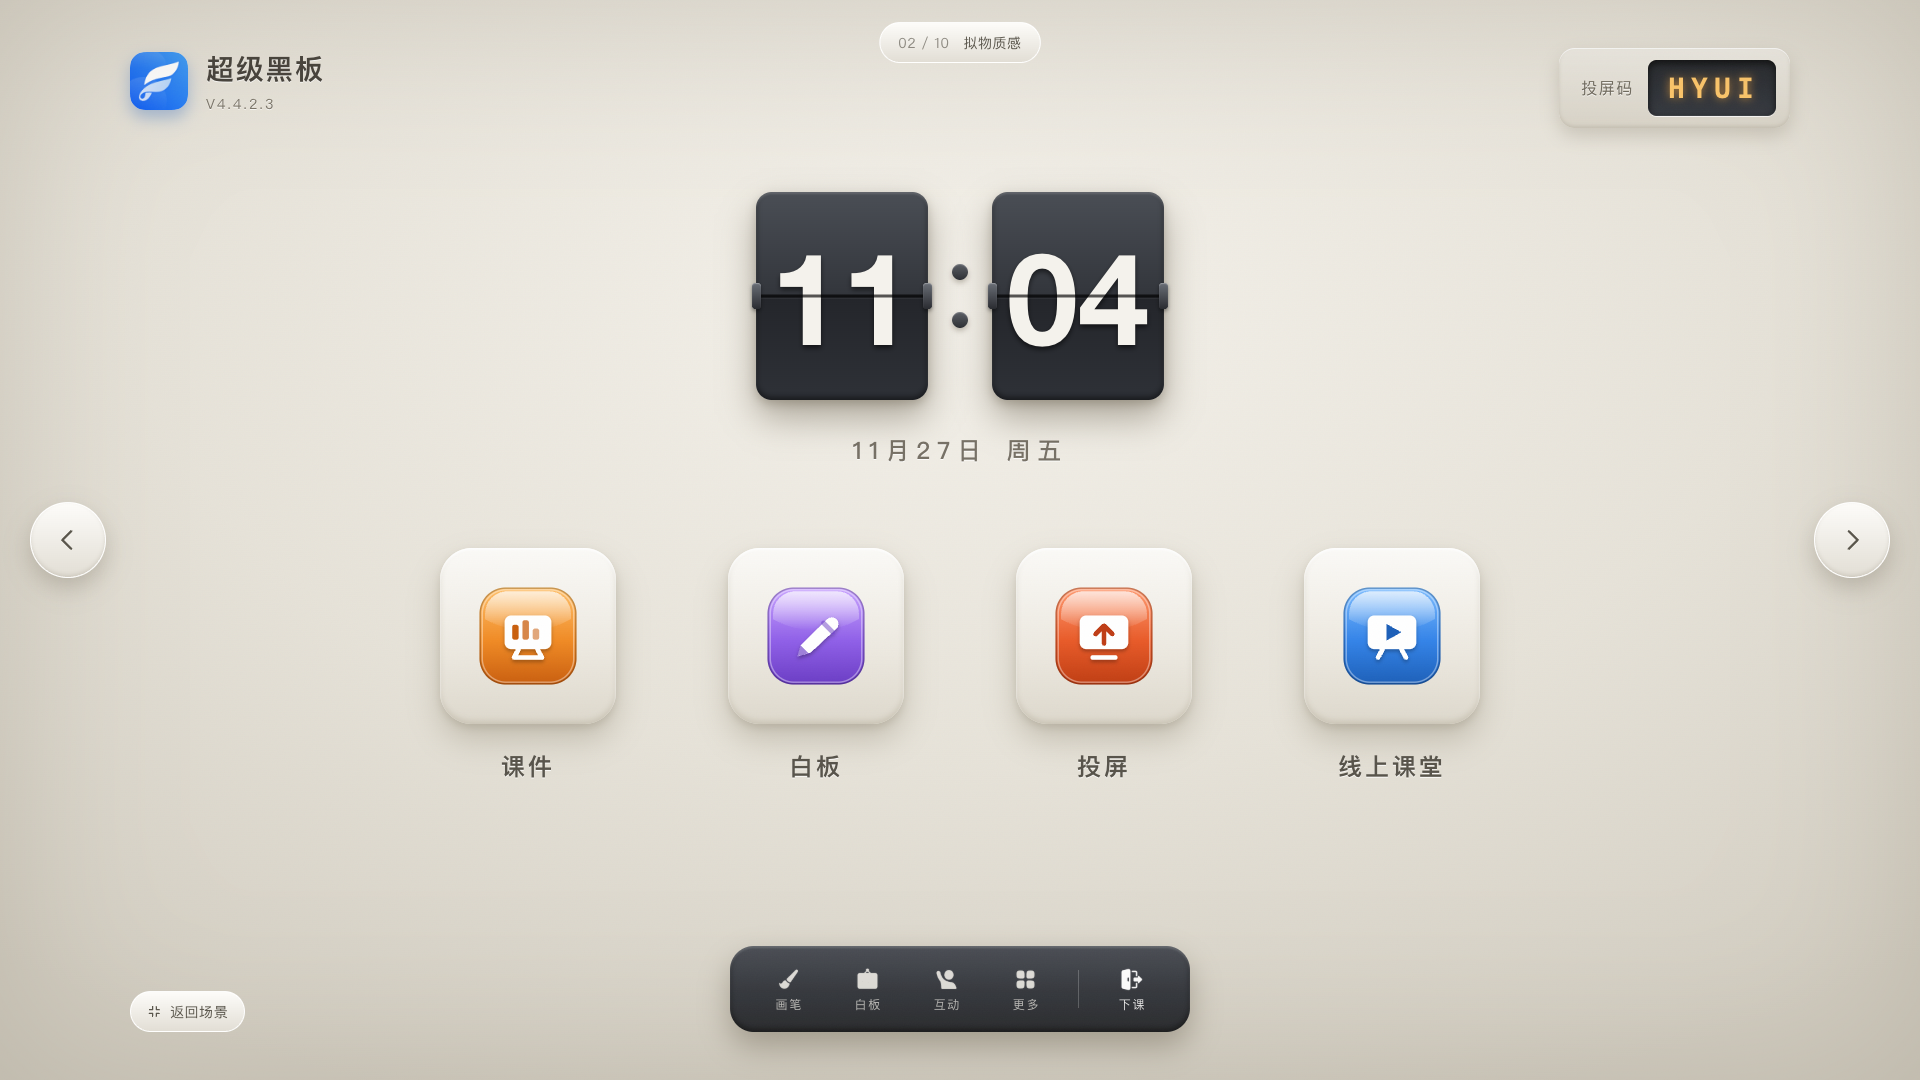 02 / 10 拟物质感
超级黑板
V4.4.2.3
投屏码 HYUI
11:04
11月27日 周五
课件
白板
投屏
线上课堂
返回场景
画笔
白板
互动
更多
下课